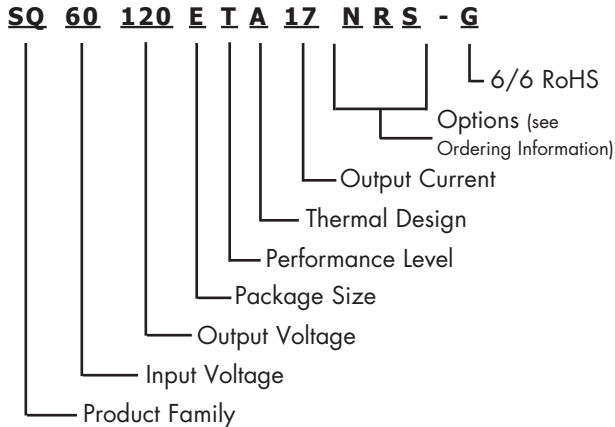 SQ 60 120 E T A 17 N R S - G
6/6 RoHS
Options (see
Ordering Information)
Output Current
Thermal Design
Performance Level
Package Size
Output Voltage
Input Voltage
Product Family